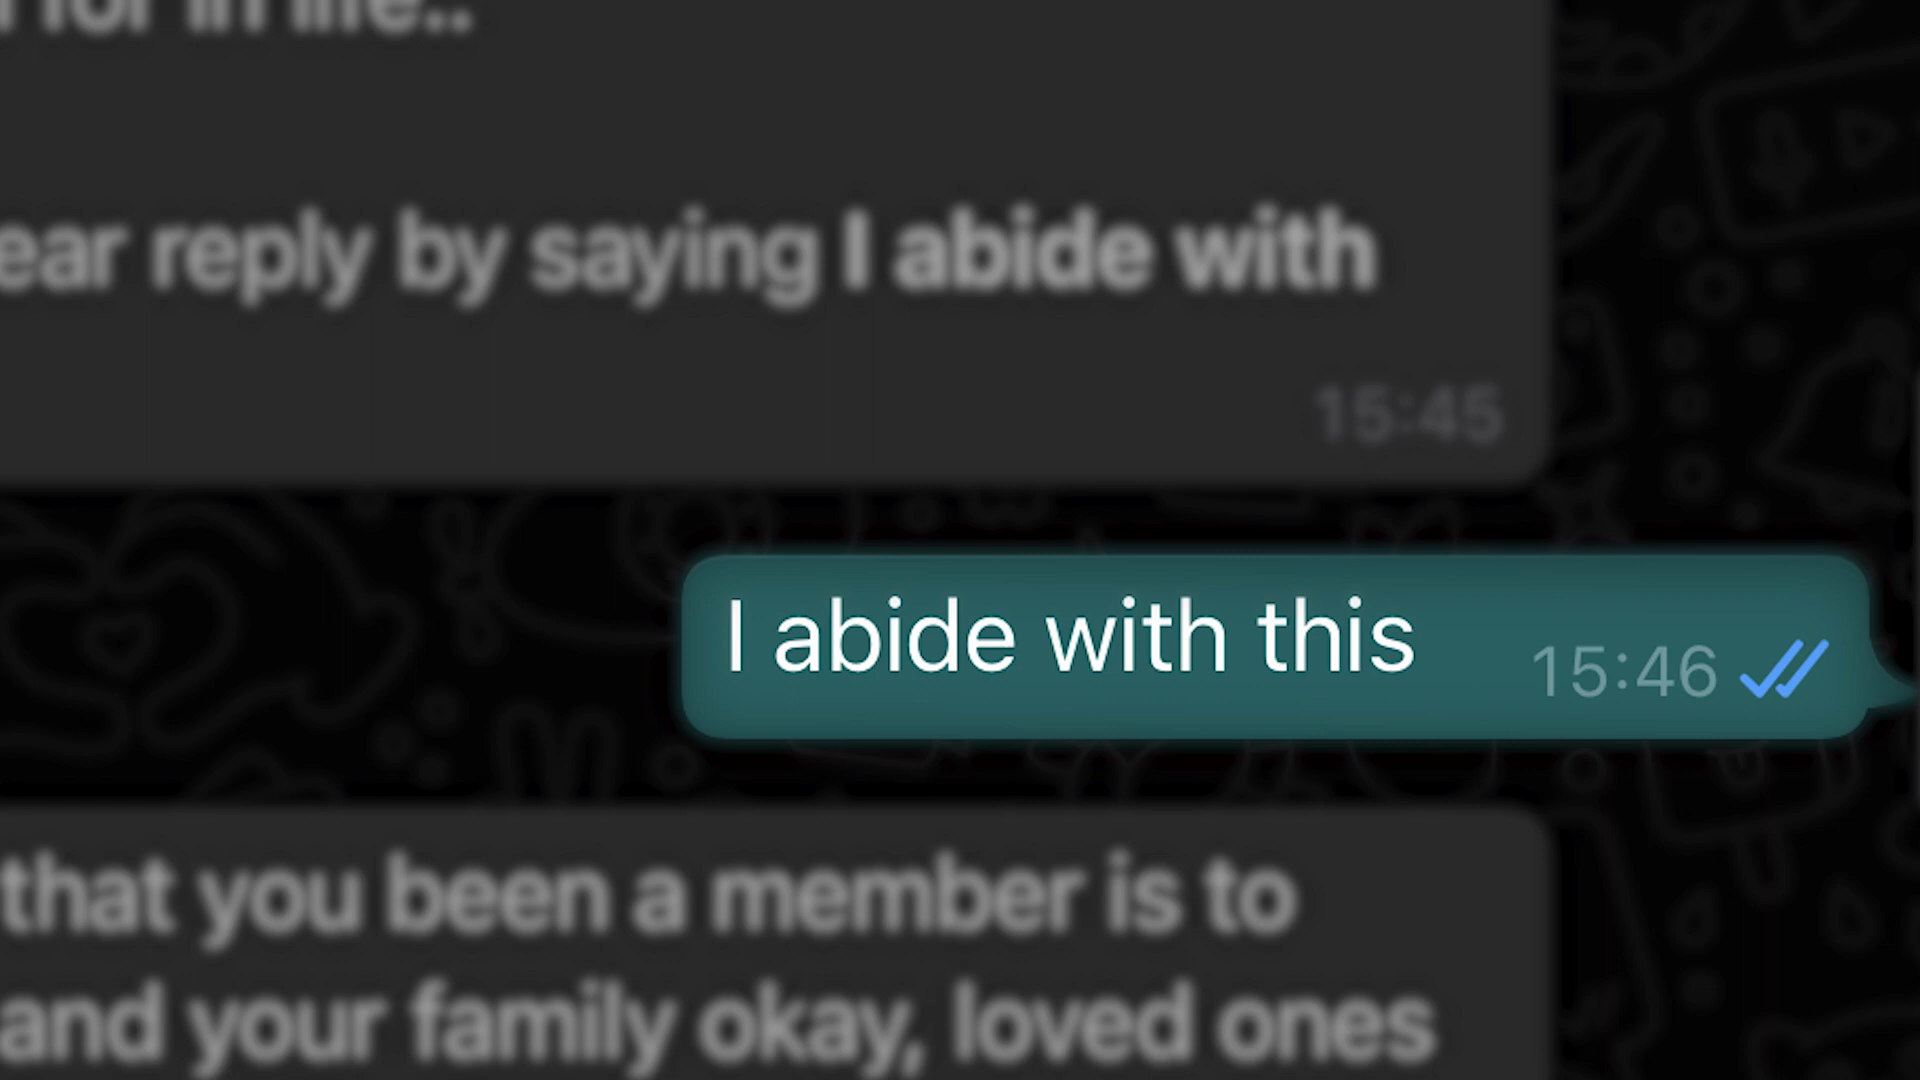 for in life..
ear reply by saying I abide with
15:45
I abide with this
15:46
that you been a member is to
and your family okay, loved ones